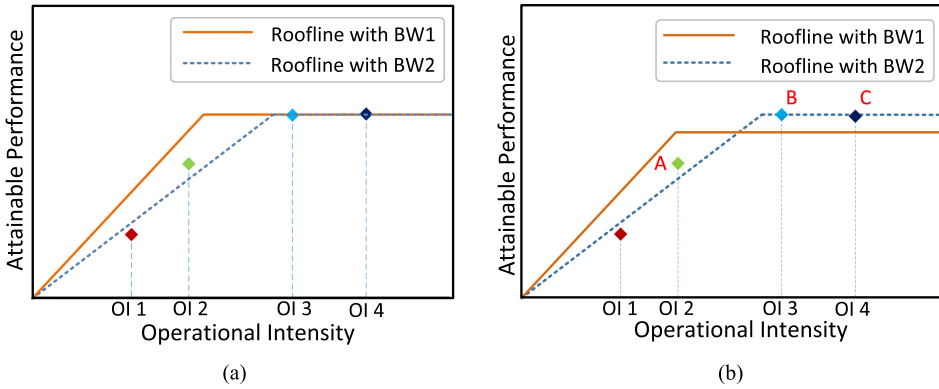 Attainable Performance
Roofline with BW1
Roofline with BW2
OI 1 OI 2 OI 3 OI 4
Operational Intensity
(a)
Attainable Performance
Roofline with BW1
Roofline with BW2
B
C
A
OI 1 OI 2 OI 3 OI 4
Operational Intensity
(b)